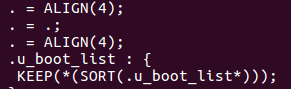 . = ALIGN(4);
. = .;
. = ALIGN(4);
.u_boot_list : {
KEEP(*(SORT(.u_boot_list*)));